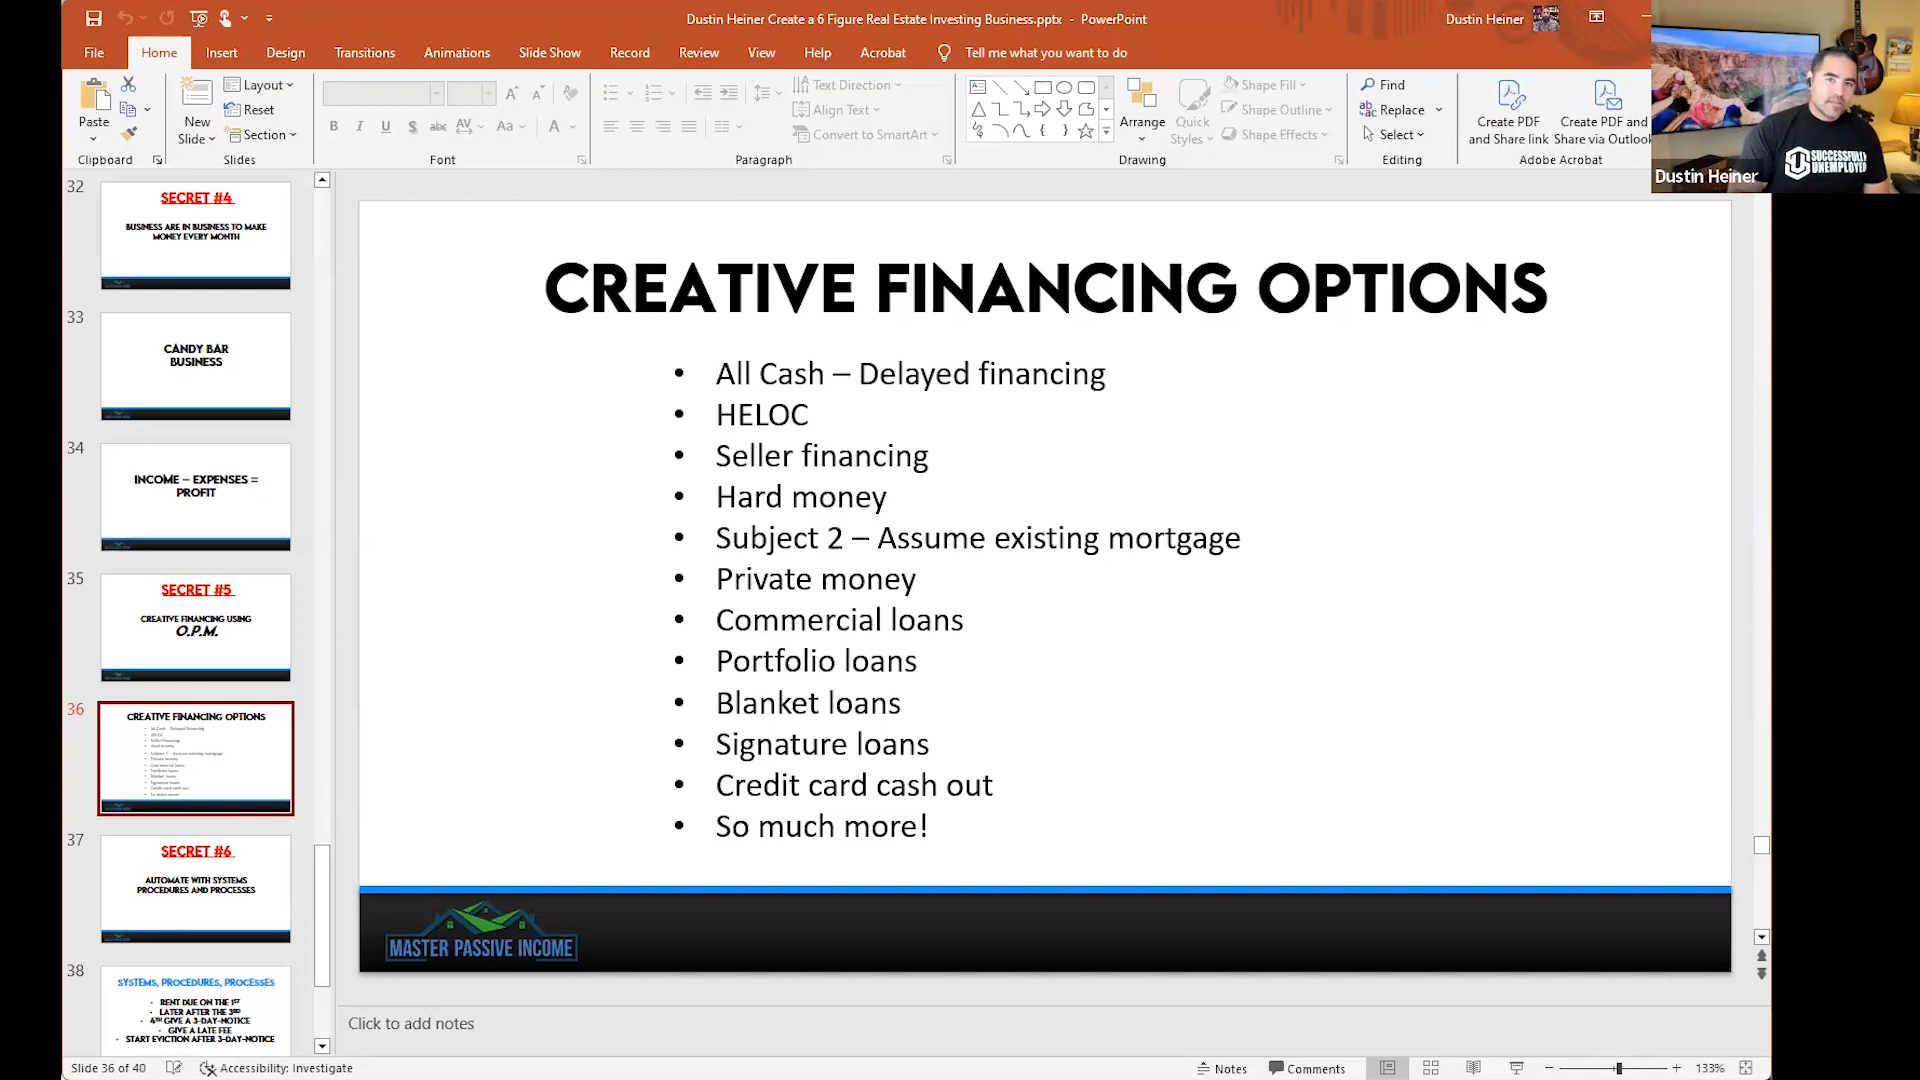 Dustin Heiner Create a 6 Figure Real Estate Investing Business.pptx - PowerPoint
Dustin Heiner
File Home Insert Design Transitions Animations Slide Show Record Review View Help Acrobat Tell me what you want to do
Paste
Clipboard
New
Slide
Layout
Reset
Section
Slides
B I U S abc AV Aa A
Font
Text Direction
Align Text
Convert to SmartArt
Paragraph
Arrange
Quick
Styles
Shape Fill
Shape Outline
Shape Effects
Drawing
Find
Replace
Select
Editing
Create PDF
and Share link
Create PDF and
Share via Outlook
Adobe Acrobat
SUCCESSFULLY
UNEMPLOYED
Dustin Heiner
32
SECRET #4
BUSINESS ARE IN BUSINESS TO MAKE
MONEY EVERY MONTH
33
CANDY BAR
BUSINESS
34
INCOME – EXPENSES =
PROFIT
35
SECRET #5
CREATIVE FINANCING USING
O.P.M.
36
CREATIVE FINANCING OPTIONS
37
SECRET #6
AUTOMATE WITH SYSTEMS
PROCEDURES AND PROCESSES
38
SYSTEMS, PROCEDURES, PROCESSES
• RENT DUE ON THE 1ST
• LATER AFTER THE 3RD
• 4TH GIVE A 3-DAY-NOTICE
• GIVE A LATE FEE
• START EVICTION AFTER 3-DAY-NOTICE
CREATIVE FINANCING OPTIONS
• All Cash – Delayed financing
• HELOC
• Seller financing
• Hard money
• Subject 2 – Assume existing mortgage
• Private money
• Commercial loans
• Portfolio loans
• Blanket loans
• Signature loans
• Credit card cash out
• So much more!
MASTER PASSIVE INCOME
Click to add notes
Slide 36 of 40
Accessibility: Investigate
Notes
Comments
133%